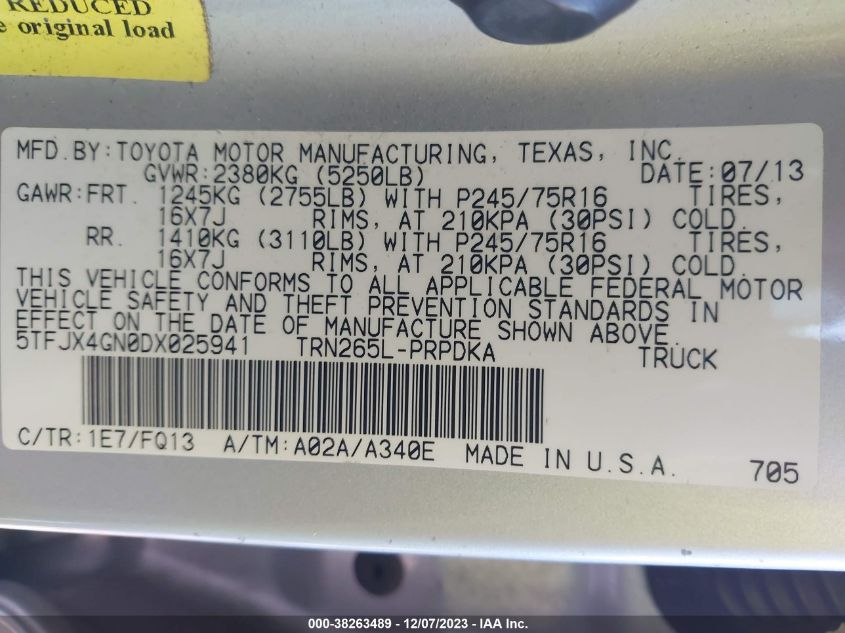 REDUCED
original load
MFD.BY:TOYOTA MOTOR MANUFACTURING, TEXAS, INC.
GVWR:2380KG (5250LB) DATE:07/13
GAWR:FRT. 1245KG (2755LB) WITH P245/75R16 TIRES,
16X7J RIMS, AT 210KPA (30PSI) COLD.
RR. 1410KG (3110LB) WITH P245/75R16 TIRES,
16X7J RIMS, AT 210KPA (30PSI) COLD.
THIS VEHICLE CONFORMS TO ALL APPLICABLE FEDERAL MOTOR
VEHICLE SAFETY AND THEFT PREVENTION STANDARDS IN
EFFECT ON THE DATE OF MANUFACTURE SHOWN ABOVE.
5TFJX4GN0DX025941 TRN265L-PRPDKA TRUCK
C/TR:1E7/FQ13 A/TM:A02A/A340E MADE IN U.S.A. 705
000-38263489 - 12/07/2023 - IAA Inc.